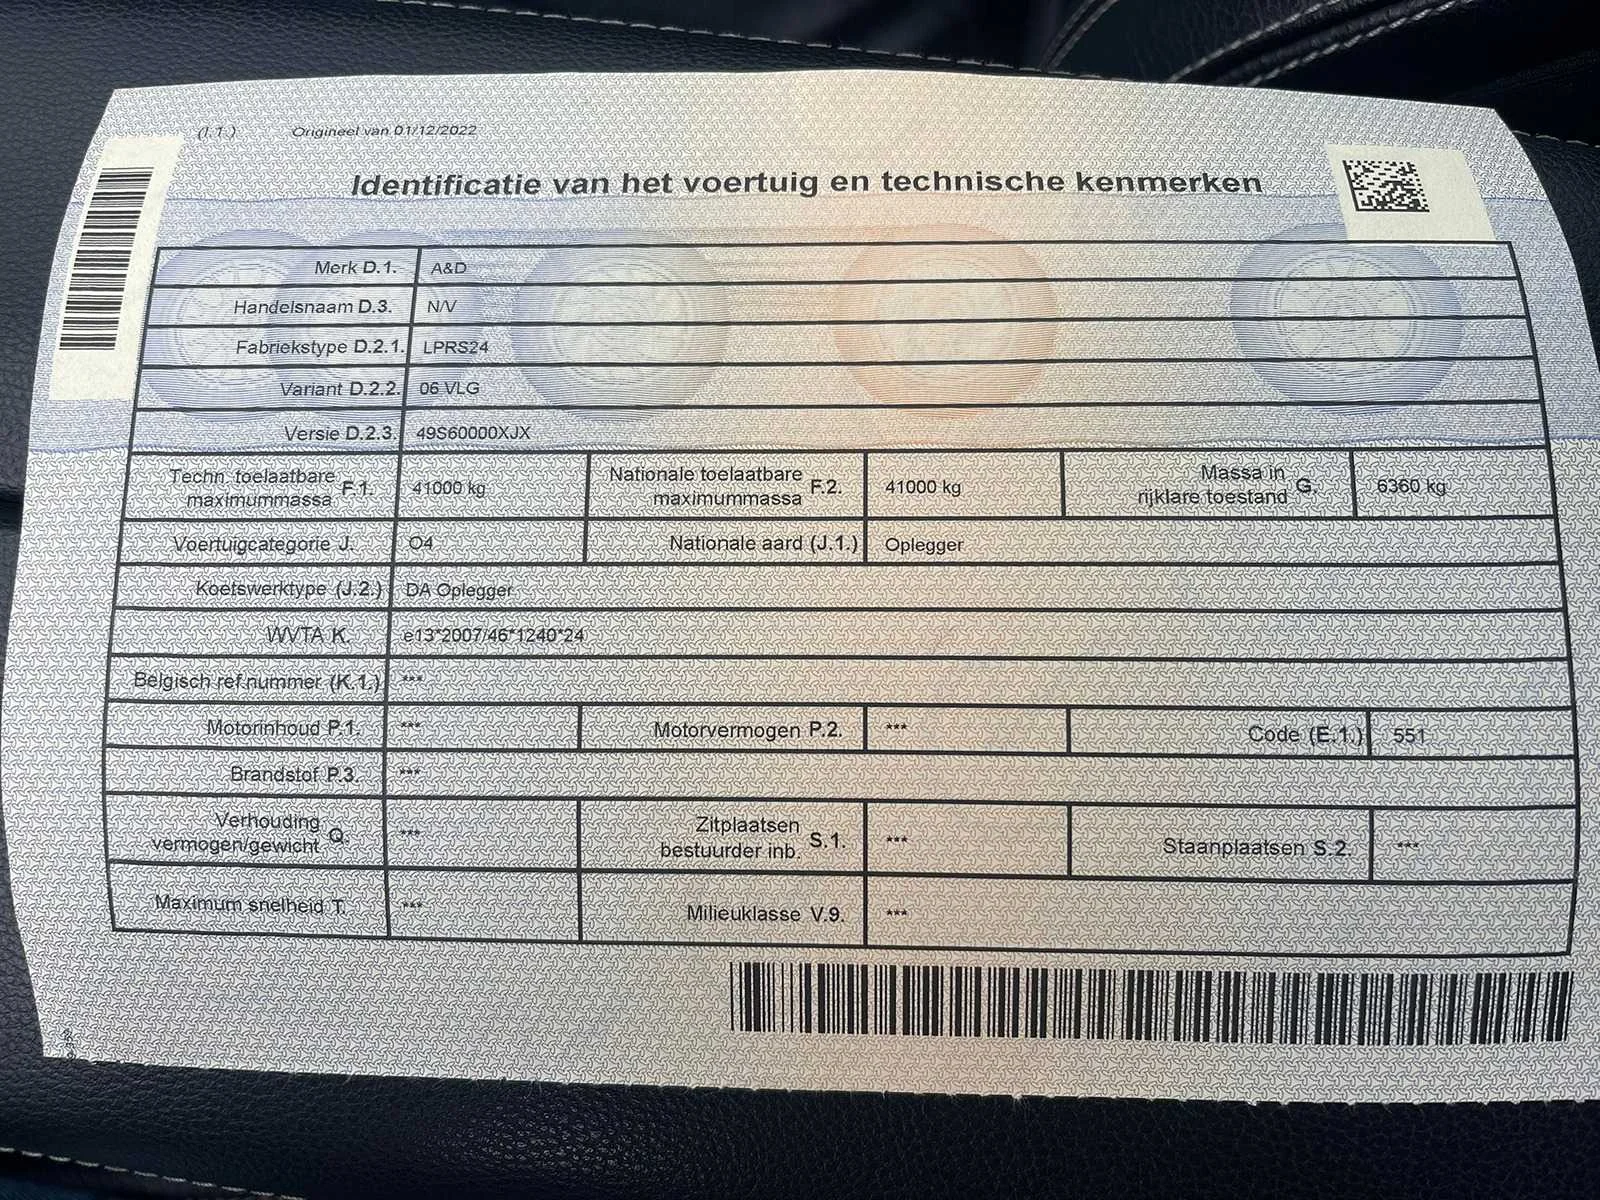 (I.1.) Origineel van 01/12/2022
Identificatie van het voertuig en technische kenmerken
Merk D.1. A&D
Handelsnaam D.3. N/V
Fabriekstype D.2.1. LPRS24
Variant D.2.2. 06 VLG
Versie D.2.3. 49S60000XJX
Techn. toelaatbare maximummassa F.1. 41000 kg Nationale toelaatbare maximummassa F.2. 41000 kg Massa in rijklare toestand G. 6360 kg
Voertuigcategorie J. O4 Nationale aard (J.1.) Oplegger
Koetswerktype (J.2.) DA Oplegger
WVTA K. e13*2007/46*1240*24
Belgisch ref.nummer (K.1.) ***
Motorinhoud P.1. *** Motorvermogen P.2. *** Code (E.1.) 551
Brandstof P.3. ***
Verhouding vermogen/gewicht Q. *** Zitplaatsen bestuurder inb. S.1. *** Staanplaatsen S.2. ***
Maximum snelheid T. *** Milieuklasse V.9. ***